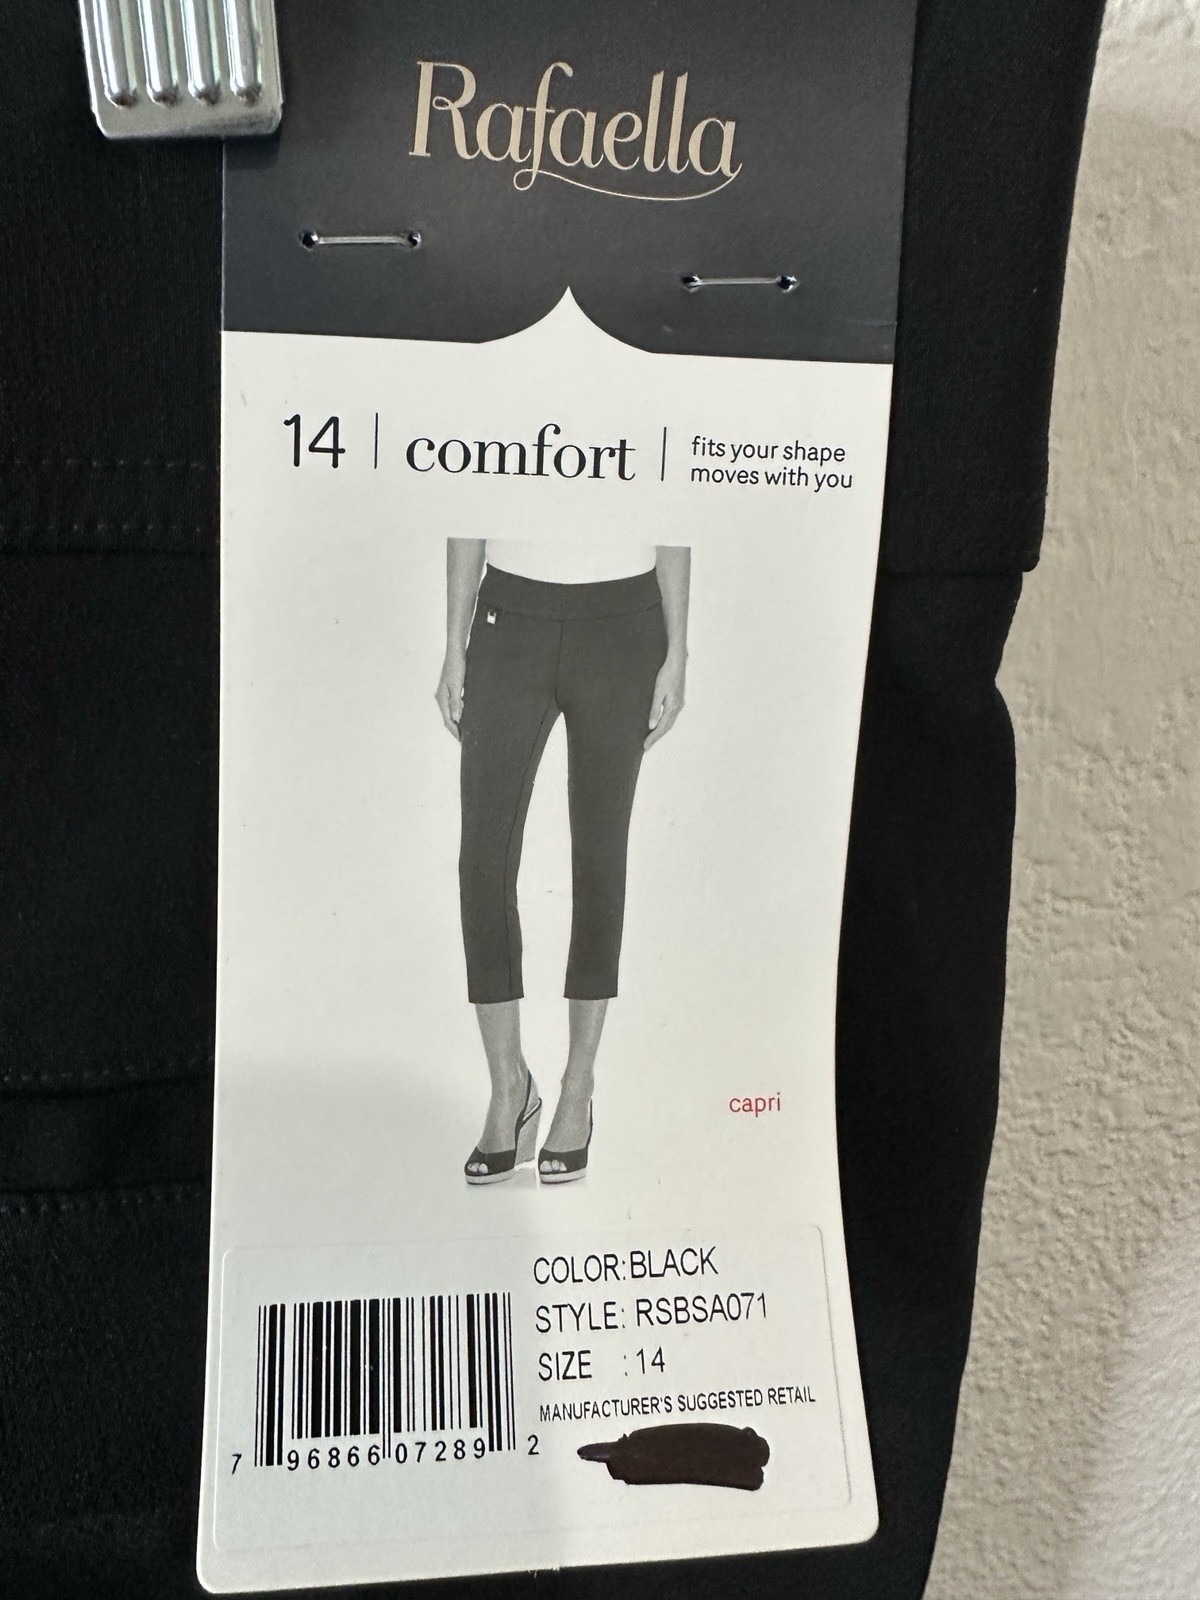 Rafaella
14 | comfort | fits your shape
moves with you
capri
COLOR:BLACK
STYLE: RSBSA071
SIZE :14
MANUFACTURER'S SUGGESTED RETAIL
7 96866 07289 2